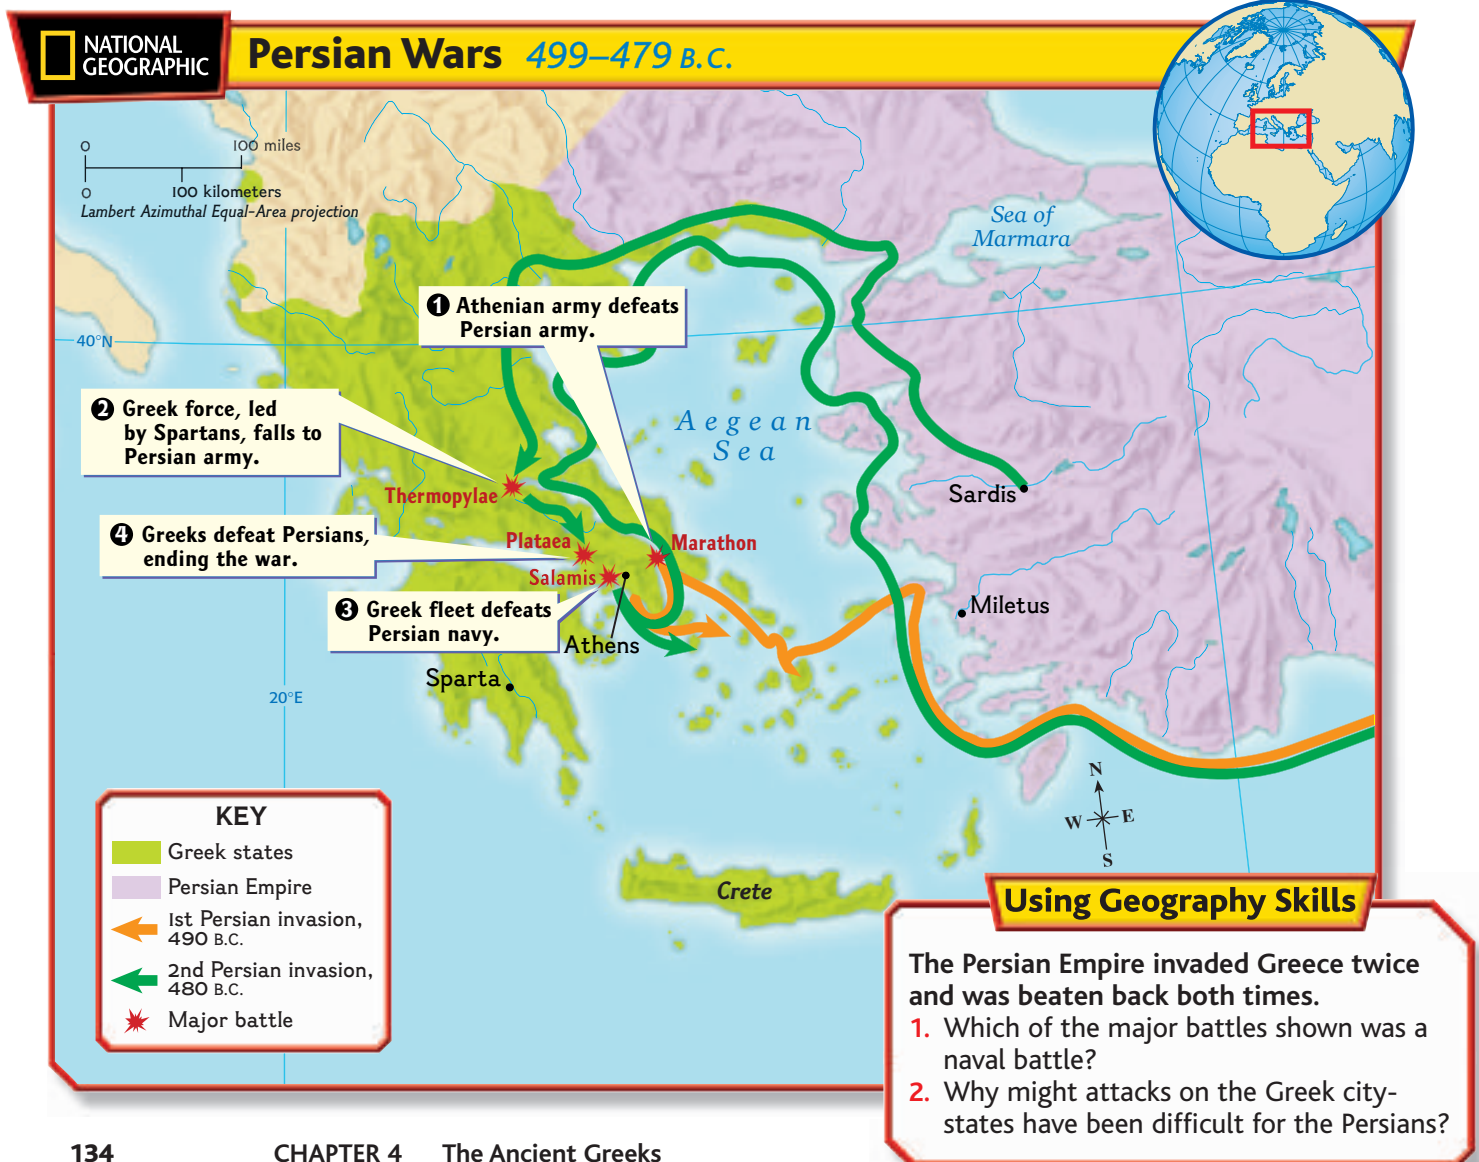 NATIONAL
GEOGRAPHIC
Persian Wars 499–479 B.C.
0 100 miles
0 100 kilometers
Lambert Azimuthal Equal-Area projection
Sea of
Marmara
❶ Athenian army defeats
Persian army.
40°N
❷ Greek force, led
by Spartans, falls to
Persian army.
Aegean
Sea
Thermopylae
Sardis
❹ Greeks defeat Persians,
ending the war.
Plataea
Marathon
Salamis
❸ Greek fleet defeats
Persian navy.
Miletus
Athens
Sparta
20°E
N
W E
S
KEY
Greek states
Persian Empire
1st Persian invasion,
490 B.C.
2nd Persian invasion,
480 B.C.
Major battle
Crete
Using Geography Skills
The Persian Empire invaded Greece twice
and was beaten back both times.
1. Which of the major battles shown was a
naval battle?
2. Why might attacks on the Greek city-
states have been difficult for the Persians?
134 CHAPTER 4 The Ancient Greeks